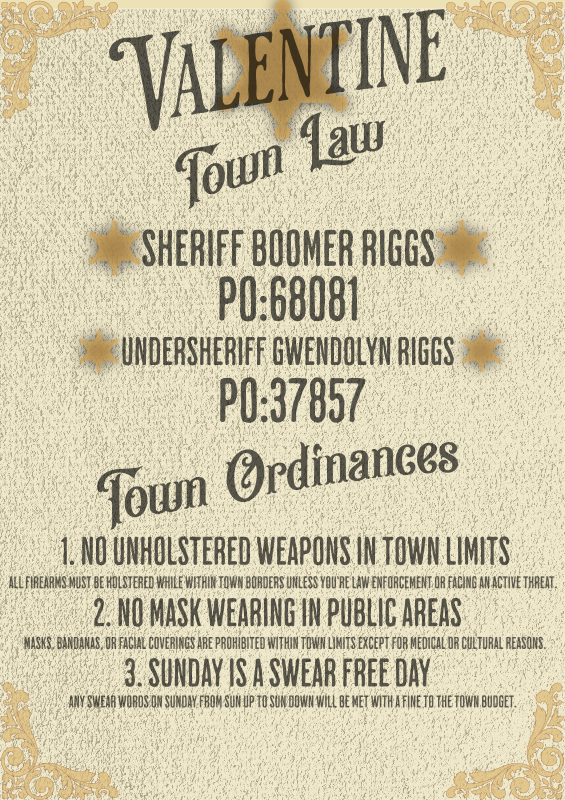 VALENTINE
Town Law
SHERIFF BOOMER RIGGS
PO:68081
UNDERSHERIFF GWENDOLYN RIGGS
PO:37857
Town Ordinances
1. NO UNHOLSTERED WEAPONS IN TOWN LIMITS
ALL FIREARMS MUST BE HOLSTERED WHILE WITHIN TOWN BORDERS UNLESS YOU'RE LAW ENFORCEMENT OR FACING AN ACTIVE THREAT.
2. NO MASK WEARING IN PUBLIC AREAS
MASKS, BANDANAS, OR FACIAL COVERINGS ARE PROHIBITED WITHIN TOWN LIMITS EXCEPT FOR MEDICAL OR CULTURAL REASONS.
3. SUNDAY IS A SWEAR FREE DAY
ANY SWEAR WORDS ON SUNDAY FROM SUN UP TO SUN DOWN WILL BE MET WITH A FINE TO THE TOWN BUDGET.